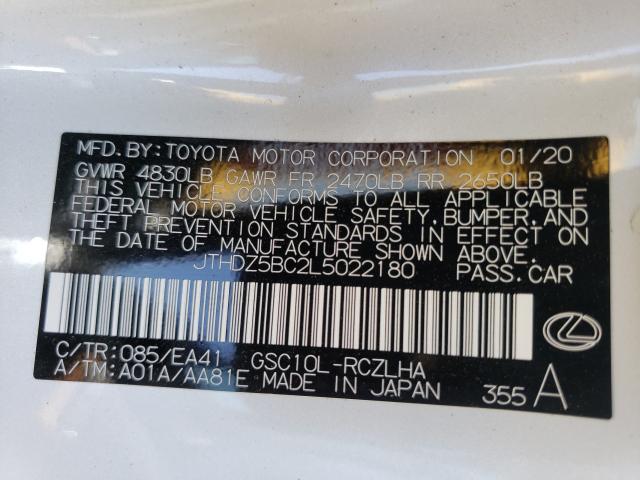 MFD.BY:TOYOTA MOTOR CORPORATION 01/20
GVWR 4830LB GAWR FR 2470LB RR 2650LB
THIS VEHICLE CONFORMS TO ALL APPLICABLE
FEDERAL MOTOR VEHICLE SAFETY,BUMPER,AND
THEFT PREVENTION STANDARDS IN EFFECT ON
THE DATE OF MANUFACTURE SHOWN ABOVE.
JTHDZ5BC2L5022180 PASS.CAR
C/TR:085/EA41 GSC10L-RCZLHA
A/TM:A01A/AA81E MADE IN JAPAN 355 A